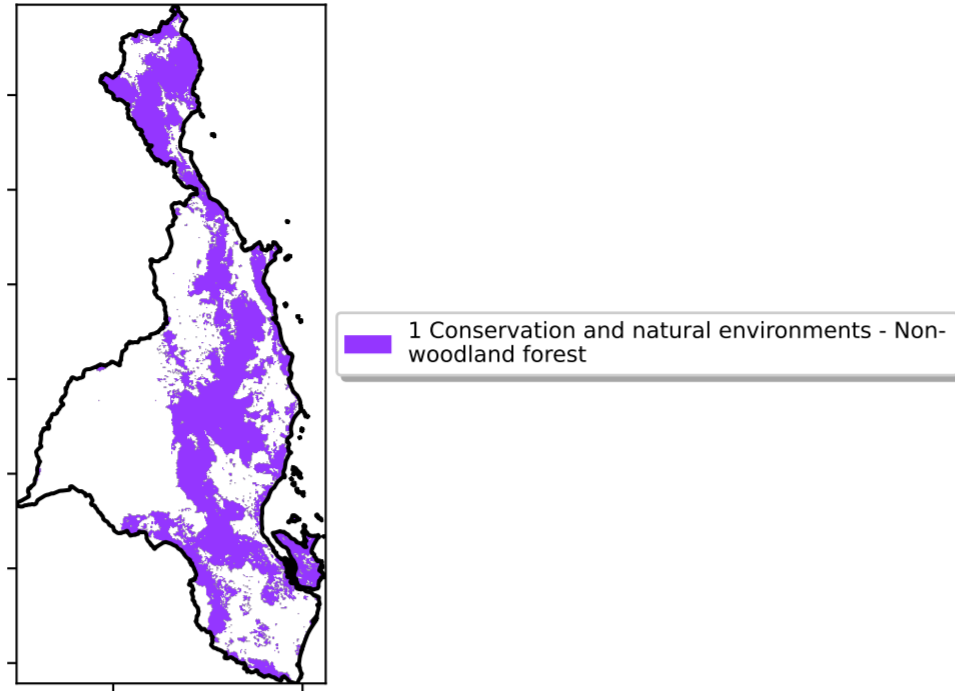 1 Conservation and natural environments - Non-
woodland forest